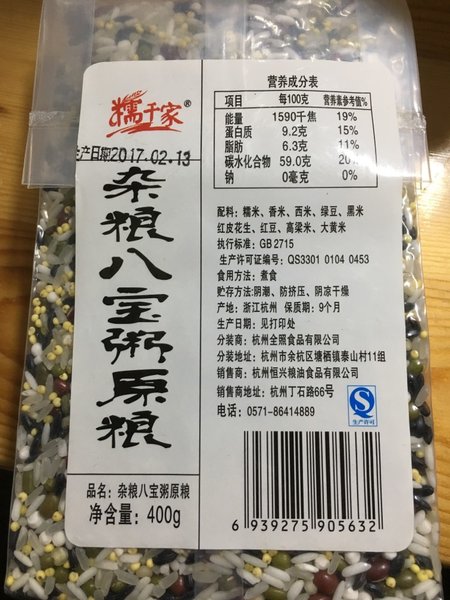 糯千家®
生产日期2017.02.13
杂粮八宝粥原粮
品名：杂粮八宝粥原粮
净含量：400g
营养成分表
项目 每100克 营养素参考值%
能量 1590千焦 19%
蛋白质 9.2克 15%
脂肪 6.3克 11%
碳水化合物 59.0克 20%
钠 0毫克 0%
配料：糯米、香米、西米、绿豆、黑米
红皮花生、红豆、高粱米、大黄米
执行标准：GB 2715
生产许可证编号：QS3301 0104 0453
食用方法：煮食
贮存方法:阴潮、防挤压、阴凉干燥
产地：浙江杭州 保质期：9个月
生产日期：见打印处
分装商：杭州全照食品有限公司
分装地址：杭州市余杭区塘栖镇泰山村11组
销售商：杭州恒兴粮油食品有限公司
销售商地址：杭州丁石路66号
电话：0571-86414889
QS
生产许可
6 939275 905632